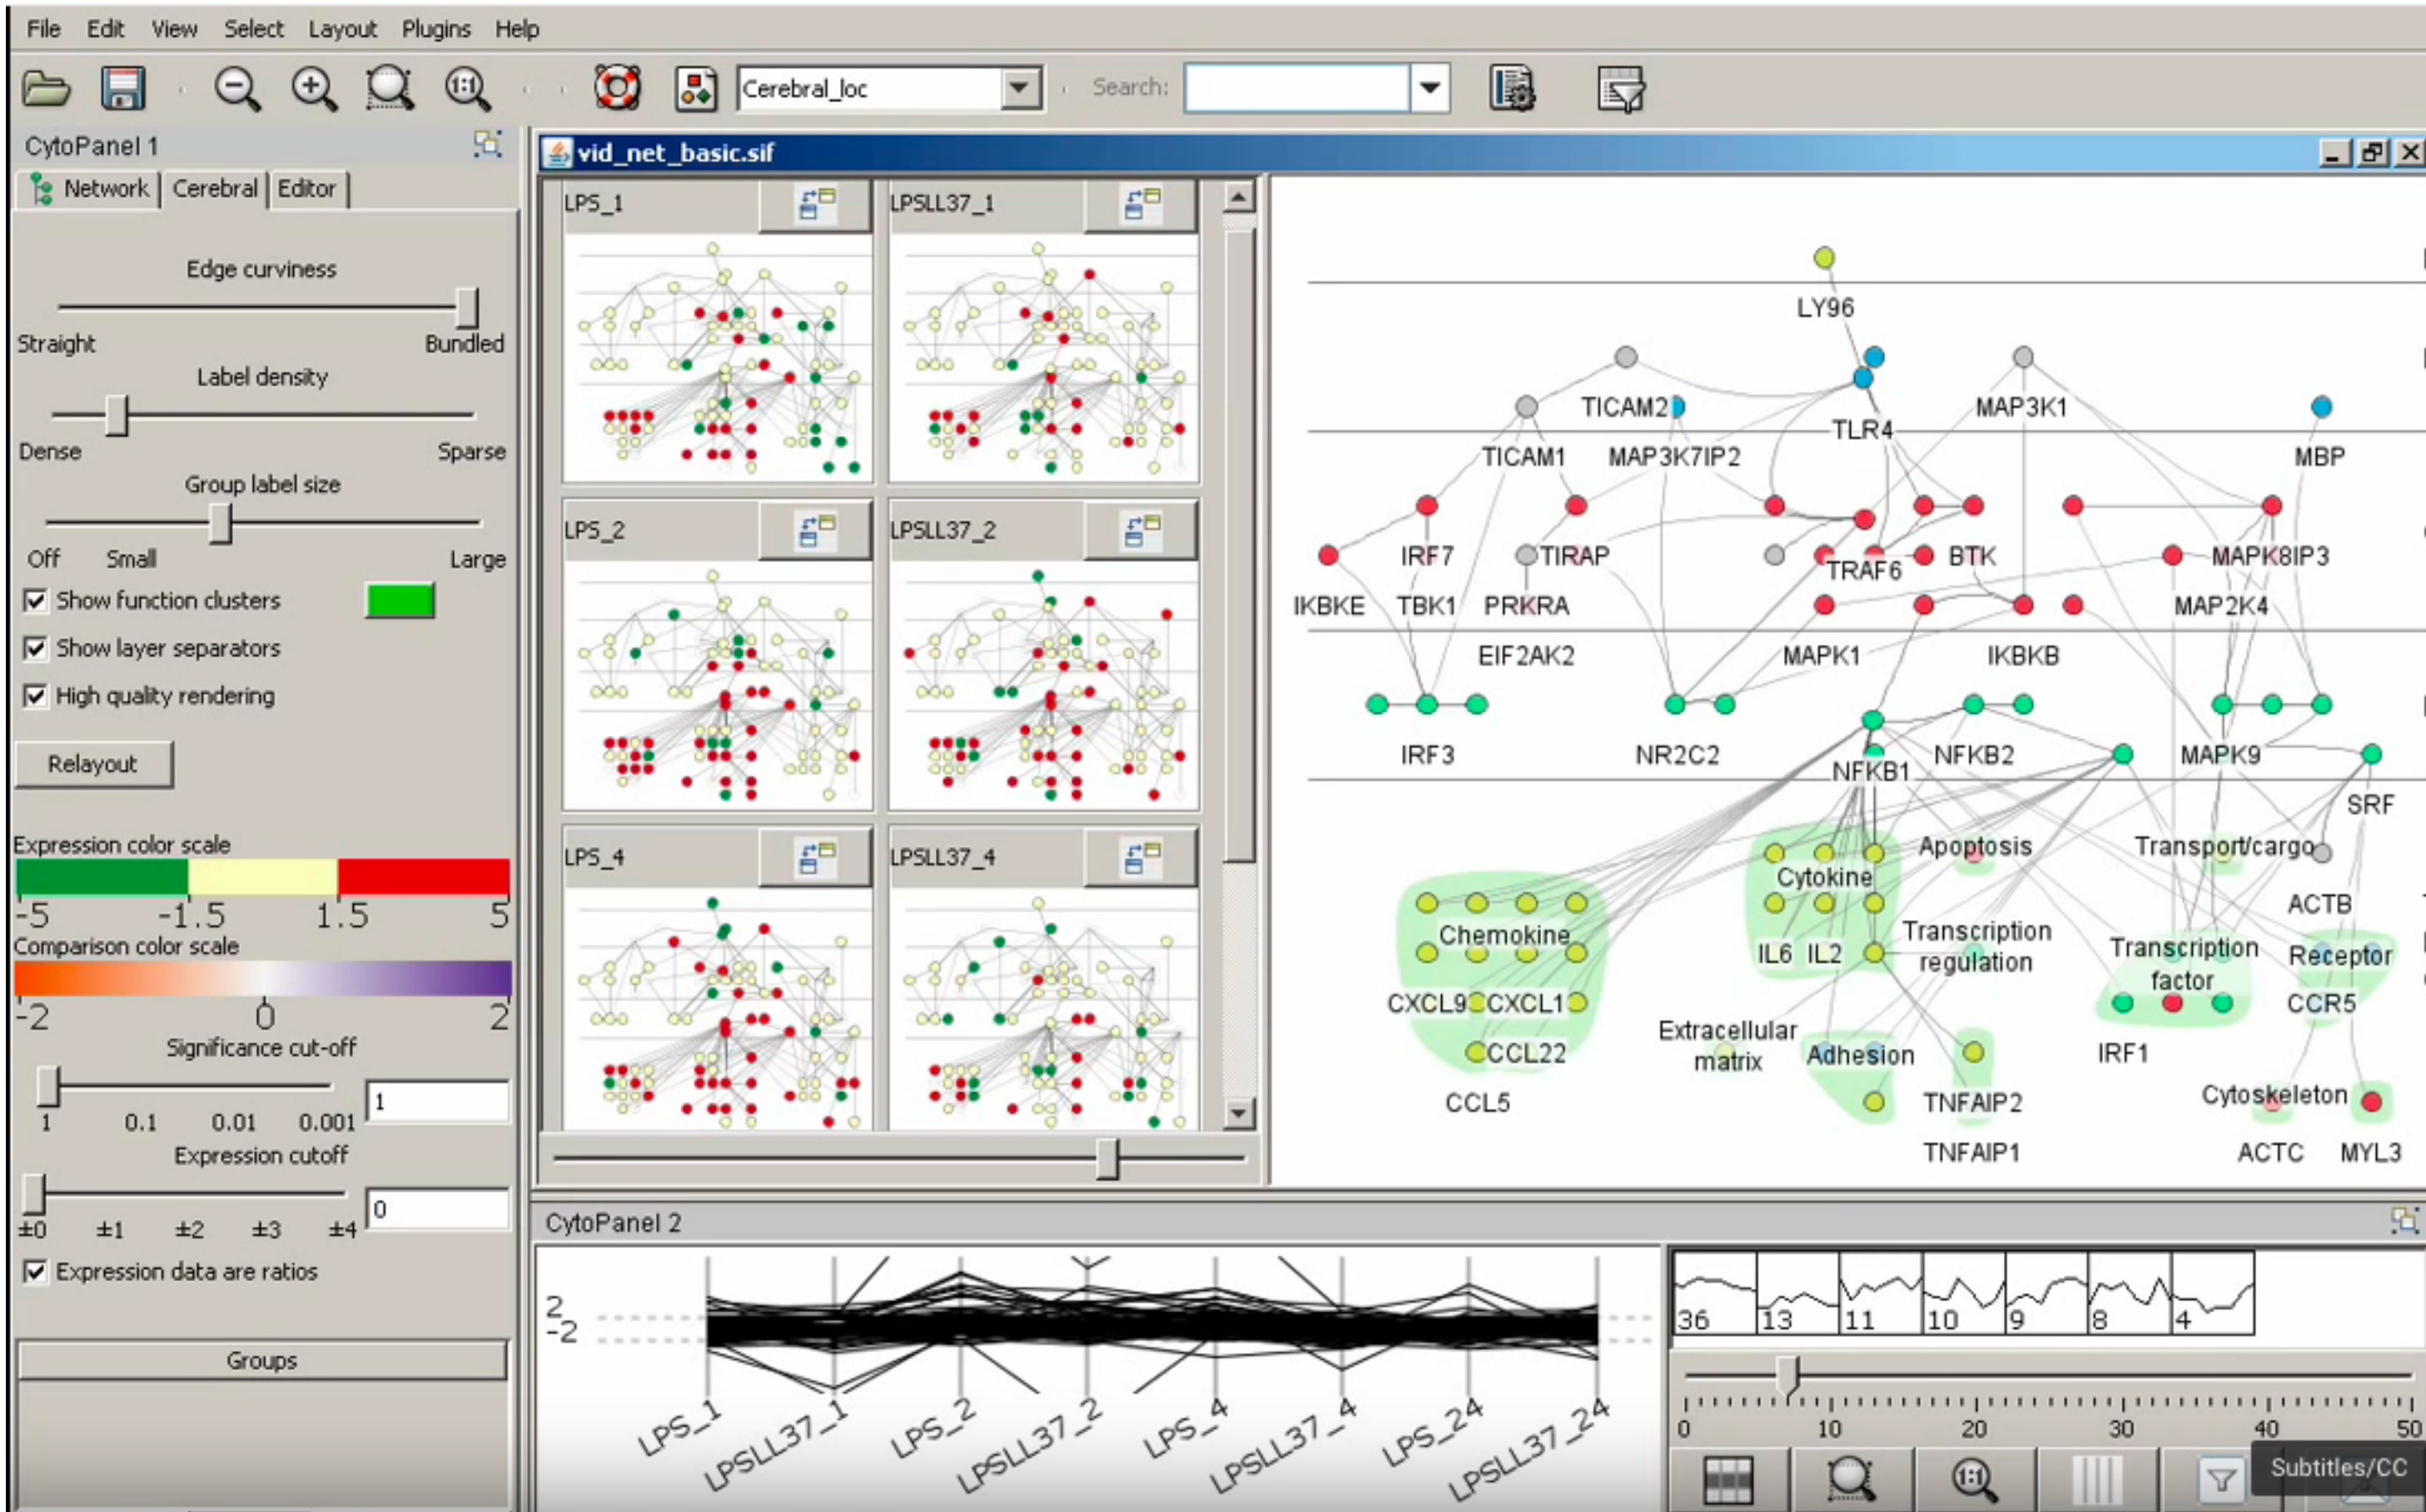 File Edit View Select Layout Plugins Help
Cerebral_loc Search:
CytoPanel 1
Network Cerebral Editor
Edge curviness
Straight Bundled
Label density
Dense Sparse
Group label size
Off Small Large
Show function clusters
Show layer separators
High quality rendering
Relayout
Expression color scale
-5 -1.5 1.5 5
Comparison color scale
-2 0 2
Significance cut-off
1
1 0.1 0.01 0.001
Expression cutoff
0
±0 ±1 ±2 ±3 ±4
Expression data are ratios
Groups
vid_net_basic.sif
LPS_1 LPSLL37_1
LPS_2 LPSLL37_2
LPS_4 LPSLL37_4
LY96
TICAM2 MAP3K1
TLR4
TICAM1 MAP3K7IP2 MBP
IRF7 TIRAP TRAF6 BTK MAPK8IP3
IKBKE TBK1 PRKRA MAP2K4
EIF2AK2 MAPK1 IKBKB
IRF3 NR2C2 NFKB1 NFKB2 MAPK9
SRF
Apoptosis Transport/cargo
Cytokine
ACTB
Chemokine
IL6 IL2
Transcription
regulation
Transcription
factor
Receptor
CXCL9 CXCL1 CCR5
Extracellular
matrix
CCL22 Adhesion IRF1
CCL5 TNFAIP2 Cytoskeleton
TNFAIP1 ACTC MYL3
CytoPanel 2
2
-2
LPS_1 LPSLL37_1 LPS_2 LPSLL37_2 LPS_4 LPSLL37_4 LPS_24 LPSLL37_24
36 13 11 10 9 8 4
0 10 20 30 40 50
1:1
Subtitles/CC